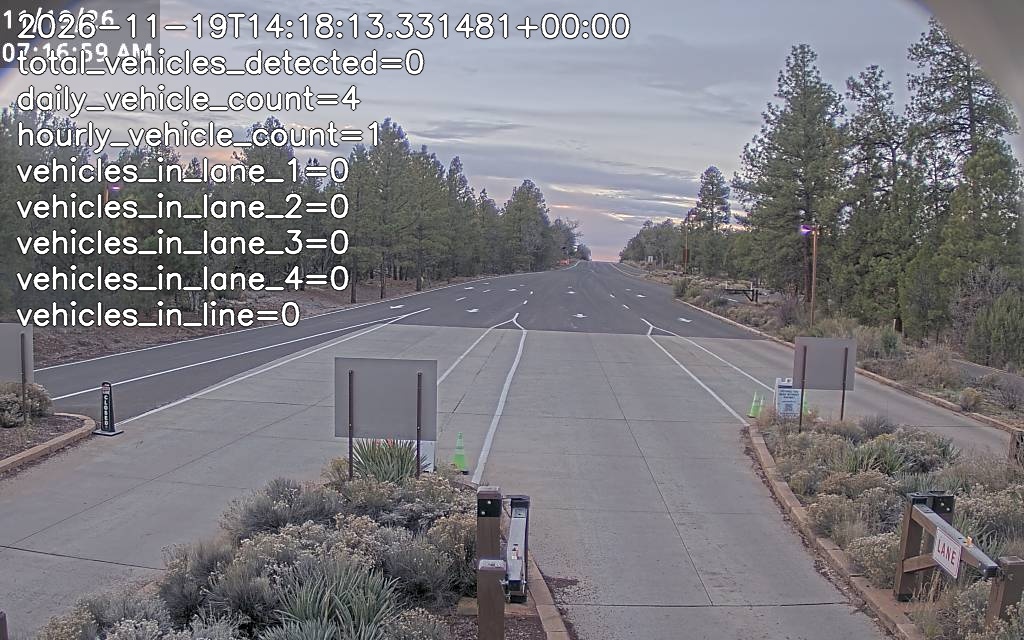 2026-11-19T14:18:13.331481+00:00
07:16:59 AM
total_vehicles_detected=0
daily_vehicle_count=4
hourly_vehicle_count=1
vehicles_in_lane_1=0
vehicles_in_lane_2=0
vehicles_in_lane_3=0
vehicles_in_lane_4=0
vehicles_in_line=0
CLOSED
LANE